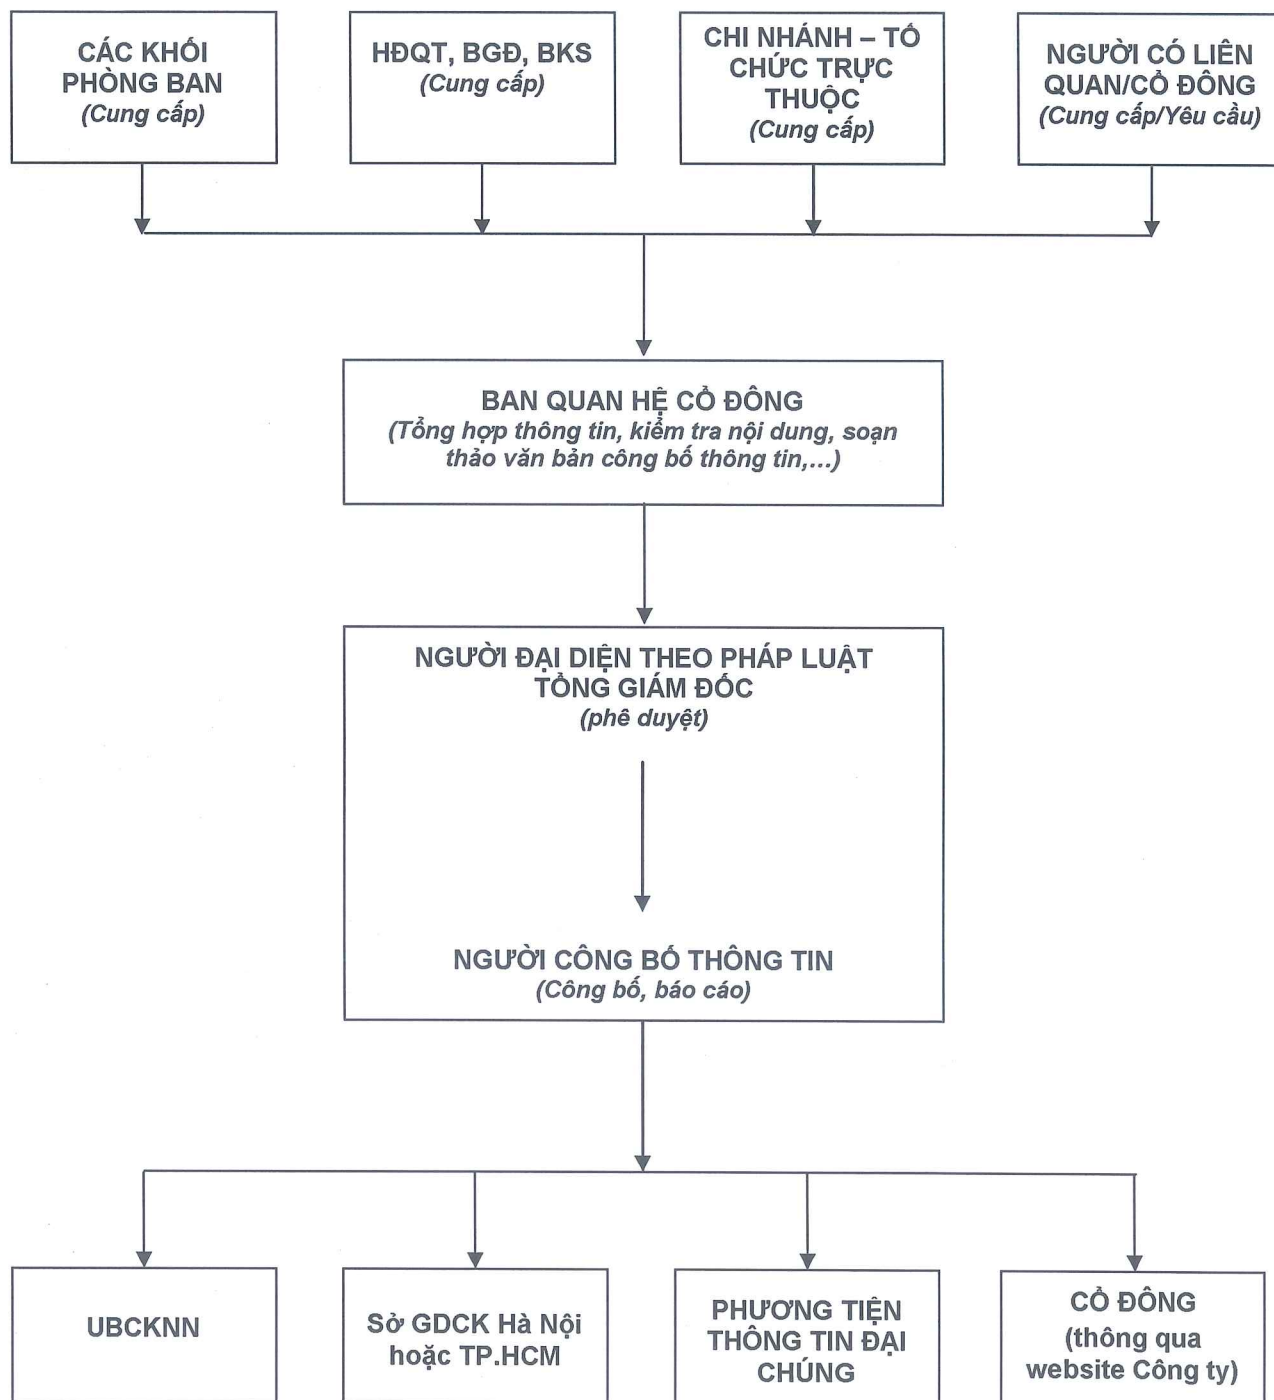 CÁC KHỐI
PHÒNG BAN
(Cung cấp)
HĐQT, BGĐ, BKS
(Cung cấp)
CHI NHÁNH – TỔ
CHỨC TRỰC
THUỘC
(Cung cấp)
NGƯỜI CÓ LIÊN
QUAN/CỔ ĐÔNG
(Cung cấp/Yêu cầu)
BAN QUAN HỆ CỔ ĐÔNG
(Tổng hợp thông tin, kiểm tra nội dung, soạn
thảo văn bản công bố thông tin,...)
NGƯỜI ĐẠI DIỆN THEO PHÁP LUẬT
TỔNG GIÁM ĐỐC
(phê duyệt)
NGƯỜI CÔNG BỐ THÔNG TIN
(Công bố, báo cáo)
UBCKNN
Sở GDCK Hà Nội
hoặc TP.HCM
PHƯƠNG TIỆN
THÔNG TIN ĐẠI
CHÚNG
CỔ ĐÔNG
(thông qua
website Công ty)